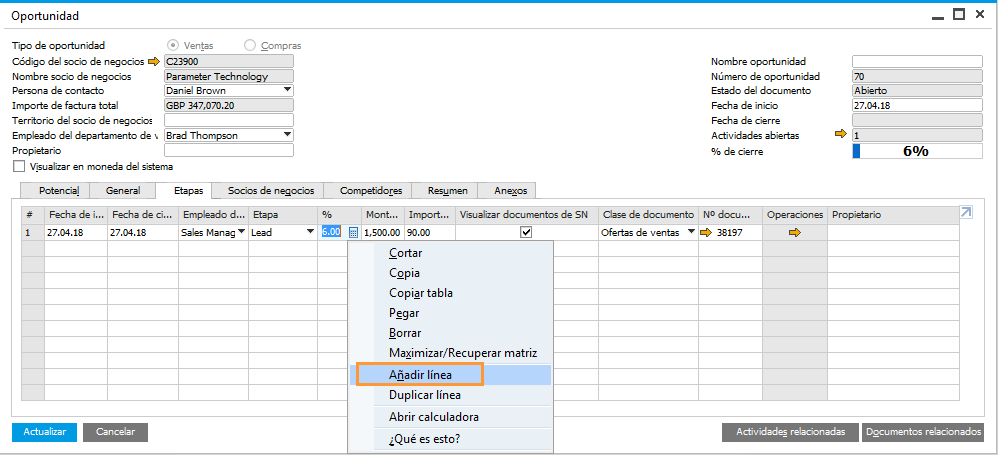 Oportunidad
Tipo de oportunidad Ventas Compras
Código del socio de negocios C23900
Nombre socio de negocios Parameter Technology
Persona de contacto Daniel Brown
Importe de factura total GBP 347,070.20
Territorio del socio de negocios
Empleado del departamento de v Brad Thompson
Propietario
Visualizar en moneda del sistema
Nombre oportunidad
Número de oportunidad 70
Estado del documento Abierto
Fecha de inicio 27.04.18
Fecha de cierre
Actividades abiertas 1
% de cierre 6%
Potencial General Etapas Socios de negocios Competidores Resumen Anexos
# Fecha de i... Fecha de ci... Empleado d... Etapa % Mont... Import... Visualizar documentos de SN Clase de documento Nº docu... Operaciones Propietario
1 27.04.18 27.04.18 Sales Manag Lead 6.00 1,500.00 90.00 Ofertas de ventas 38197
Cortar
Copia
Copiar tabla
Pegar
Borrar
Maximizar/Recuperar matriz
Añadir línea
Duplicar línea
Abrir calculadora
¿Qué es esto?
Actualizar Cancelar Actividades relacionadas Documentos relacionados